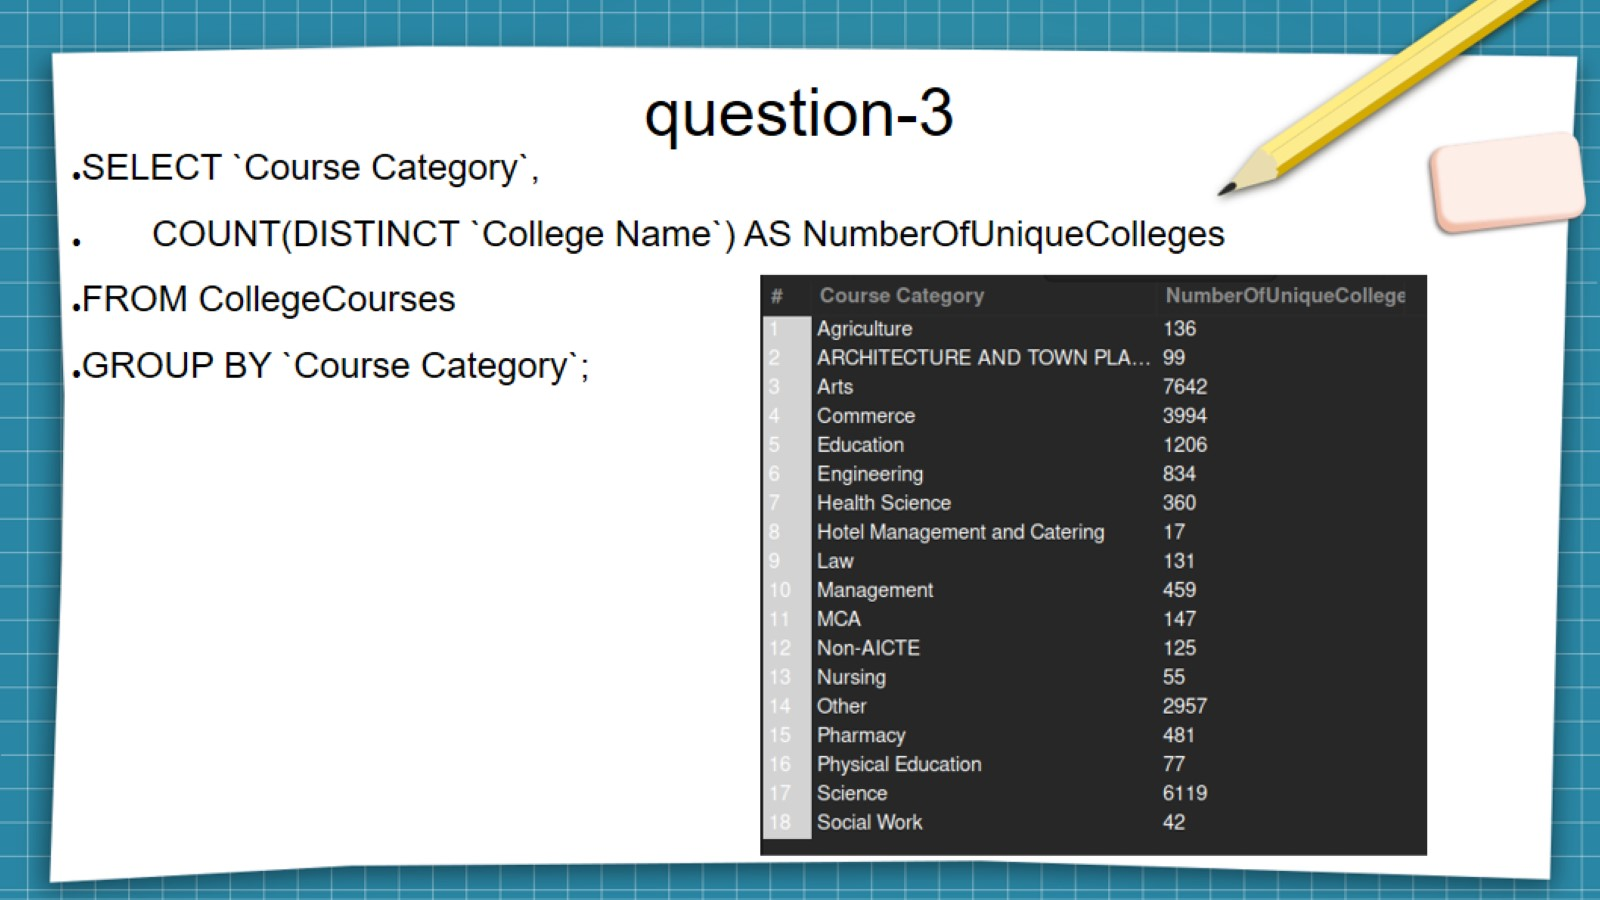 question-3
.SELECT `Course Category`,
. COUNT(DISTINCT `College Name`) AS NumberOfUniqueColleges
.FROM CollegeCourses
.GROUP BY `Course Category`;
# Course Category NumberOfUniqueCollege
1 Agriculture 136
2 ARCHITECTURE AND TOWN PLA... 99
3 Arts 7642
4 Commerce 3994
5 Education 1206
6 Engineering 834
7 Health Science 360
8 Hotel Management and Catering 17
9 Law 131
10 Management 459
11 MCA 147
12 Non-AICTE 125
13 Nursing 55
14 Other 2957
15 Pharmacy 481
16 Physical Education 77
17 Science 6119
18 Social Work 42